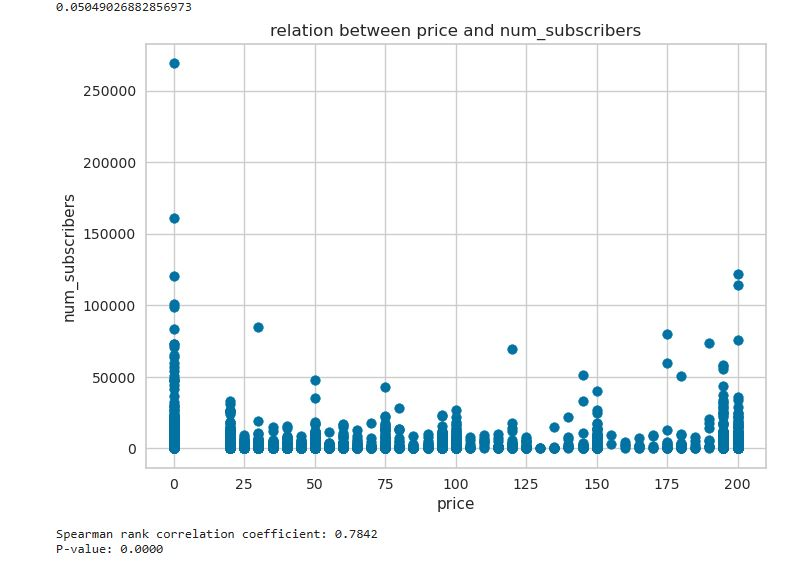 0.05049026882856973
relation between price and num_subscribers
250000
200000
150000
100000
50000
0
num_subscribers
0 25 50 75 100 125 150 175 200
price
Spearman rank correlation coefficient: 0.7842
P-value: 0.0000